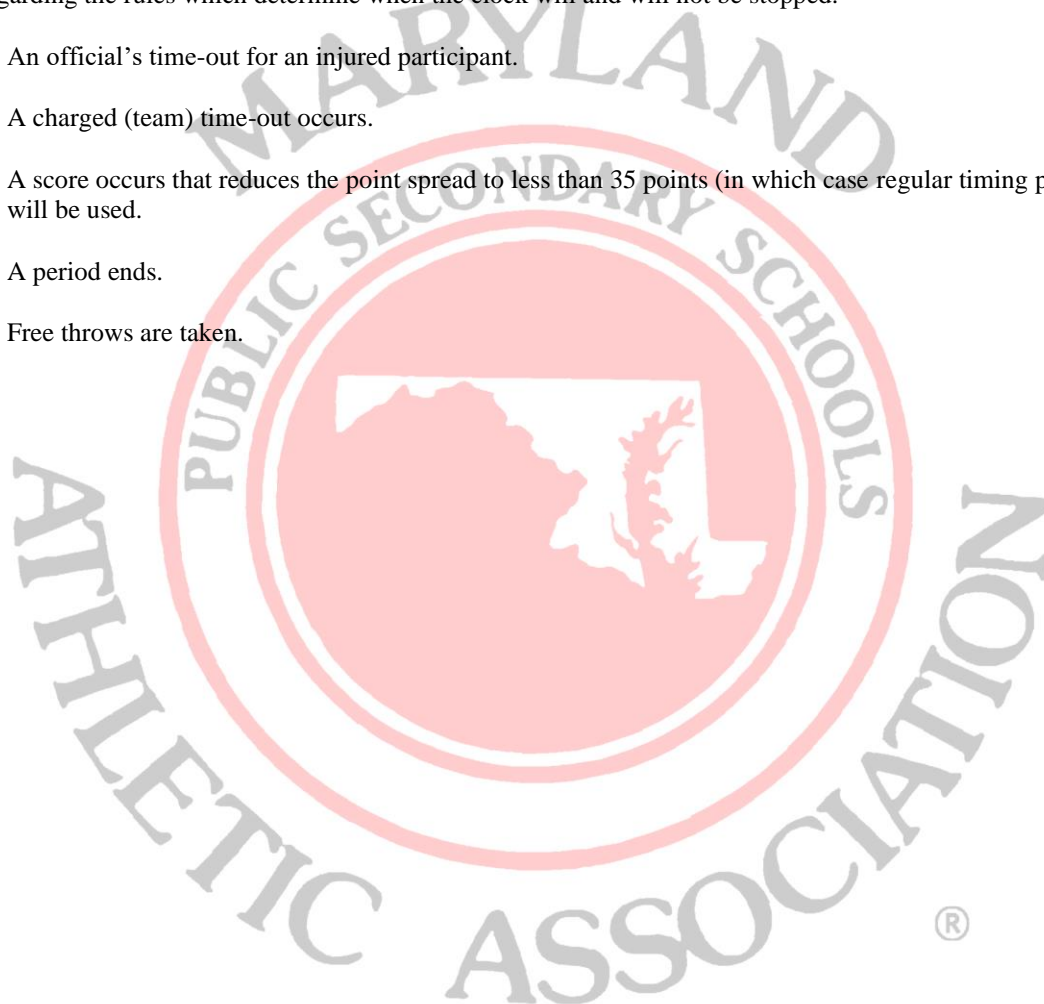 regarding the rules which determine when the clock will and will not be stopped.
An official's time-out for an injured participant.
A charged (team) time-out occurs.
A score occurs that reduces the point spread to less than 35 points (in which case regular timing
will be used.
A period ends.
Free throws are taken.
MARYLAND
PUBLIC SECONDARY SCHOOLS
ATHLETIC ASSOCIATION
®